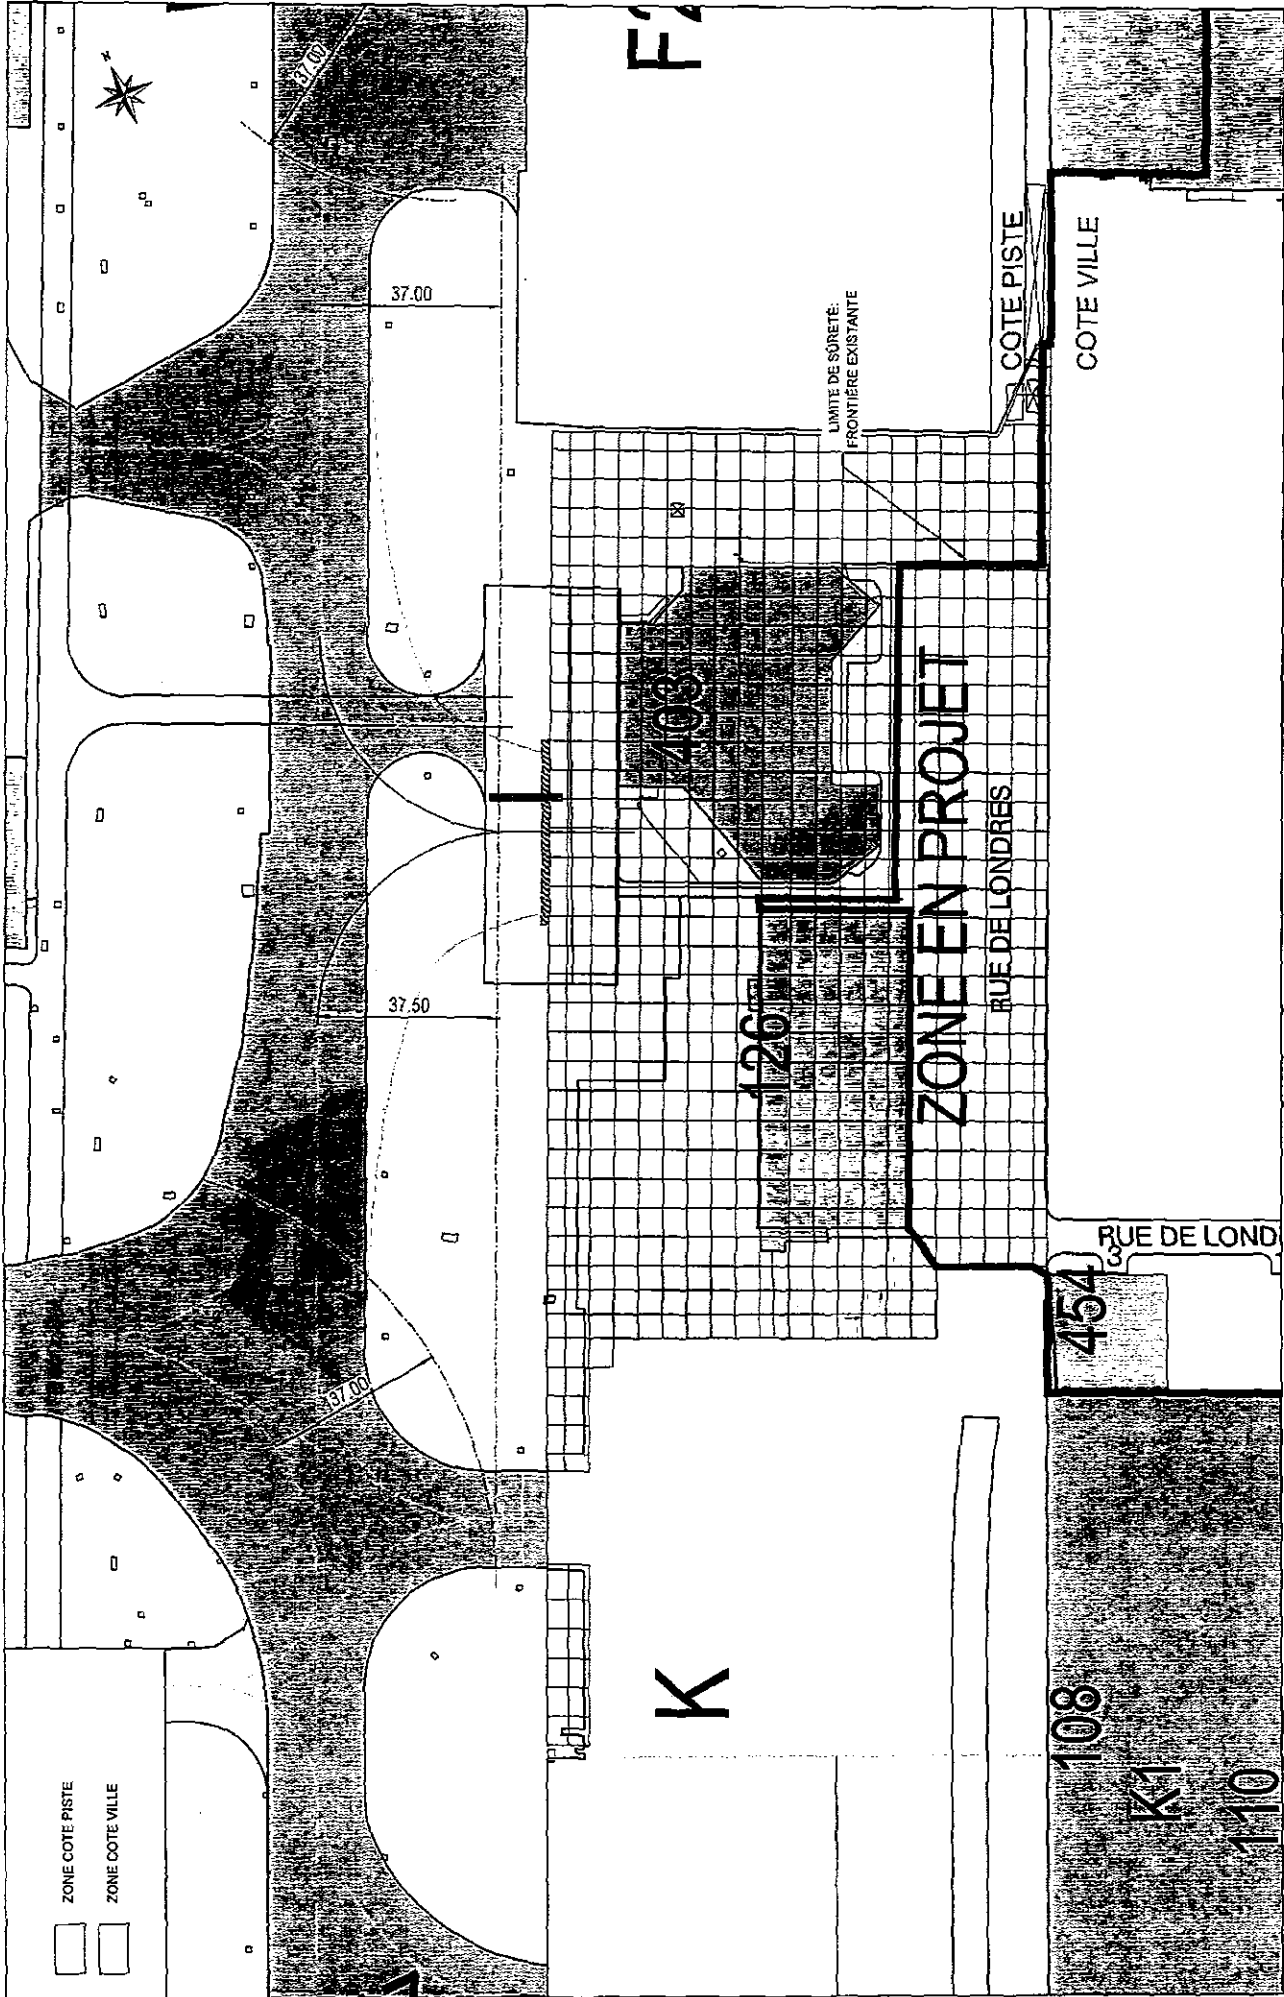 N
37.00
37.00
LIMITE DE SÛRETÉ:
FRONTIÈRE EXISTANTE
COTE PISTE
COTE VILLE
403
ZONE EN PROJET
RUE DE LONDRES
126
37.50
RUE DE LOND
3
454
37.00
K
108
K1
110
ZONE COTE PISTE
ZONE COTE VILLE